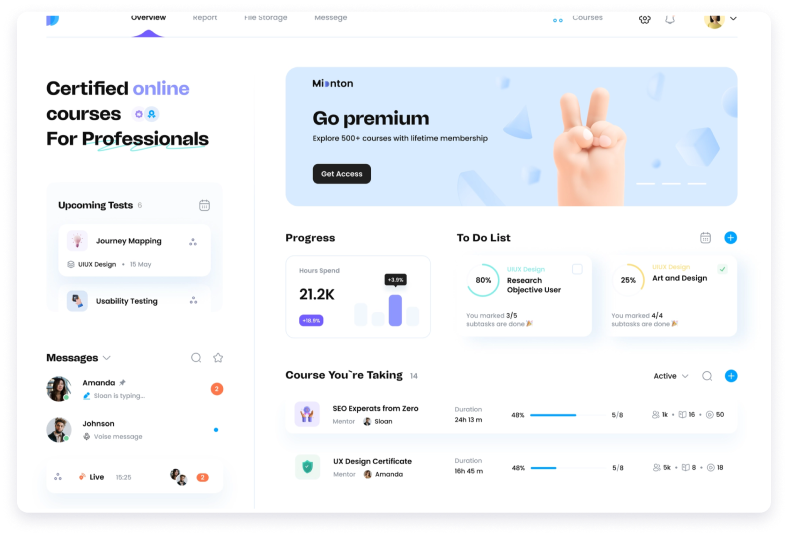 Overview
Report
File Storage
Messege
Courses
Certified online
courses
For Professionals
Mi nton
Go premium
Explore 500+ courses with lifetime membership
Get Access
Upcoming Tests 6
Journey Mapping
UIUX Design • 15 May
Usability Testing
Progress
Hours Spend
+3.9%
21.2K
+18.9%
To Do List
80%
UIUX Design
Research
Objective User
You marked 3/5
subtasks are done
25%
UIUX Design
Art and Design
You marked 4/4
subtasks are done
Messages
Amanda
Sloan is typing...
2
Johnson
Voise message
Live 15:25 2
Course You`re Taking 14
Active
SEO Experats from Zero
Mentor Sloan
Duration
24h 13 m
48%
5/8
1k • 16 • 50
UX Design Certificate
Mentor Amanda
Duration
16h 45 m
48%
5/8
5k • 8 • 18